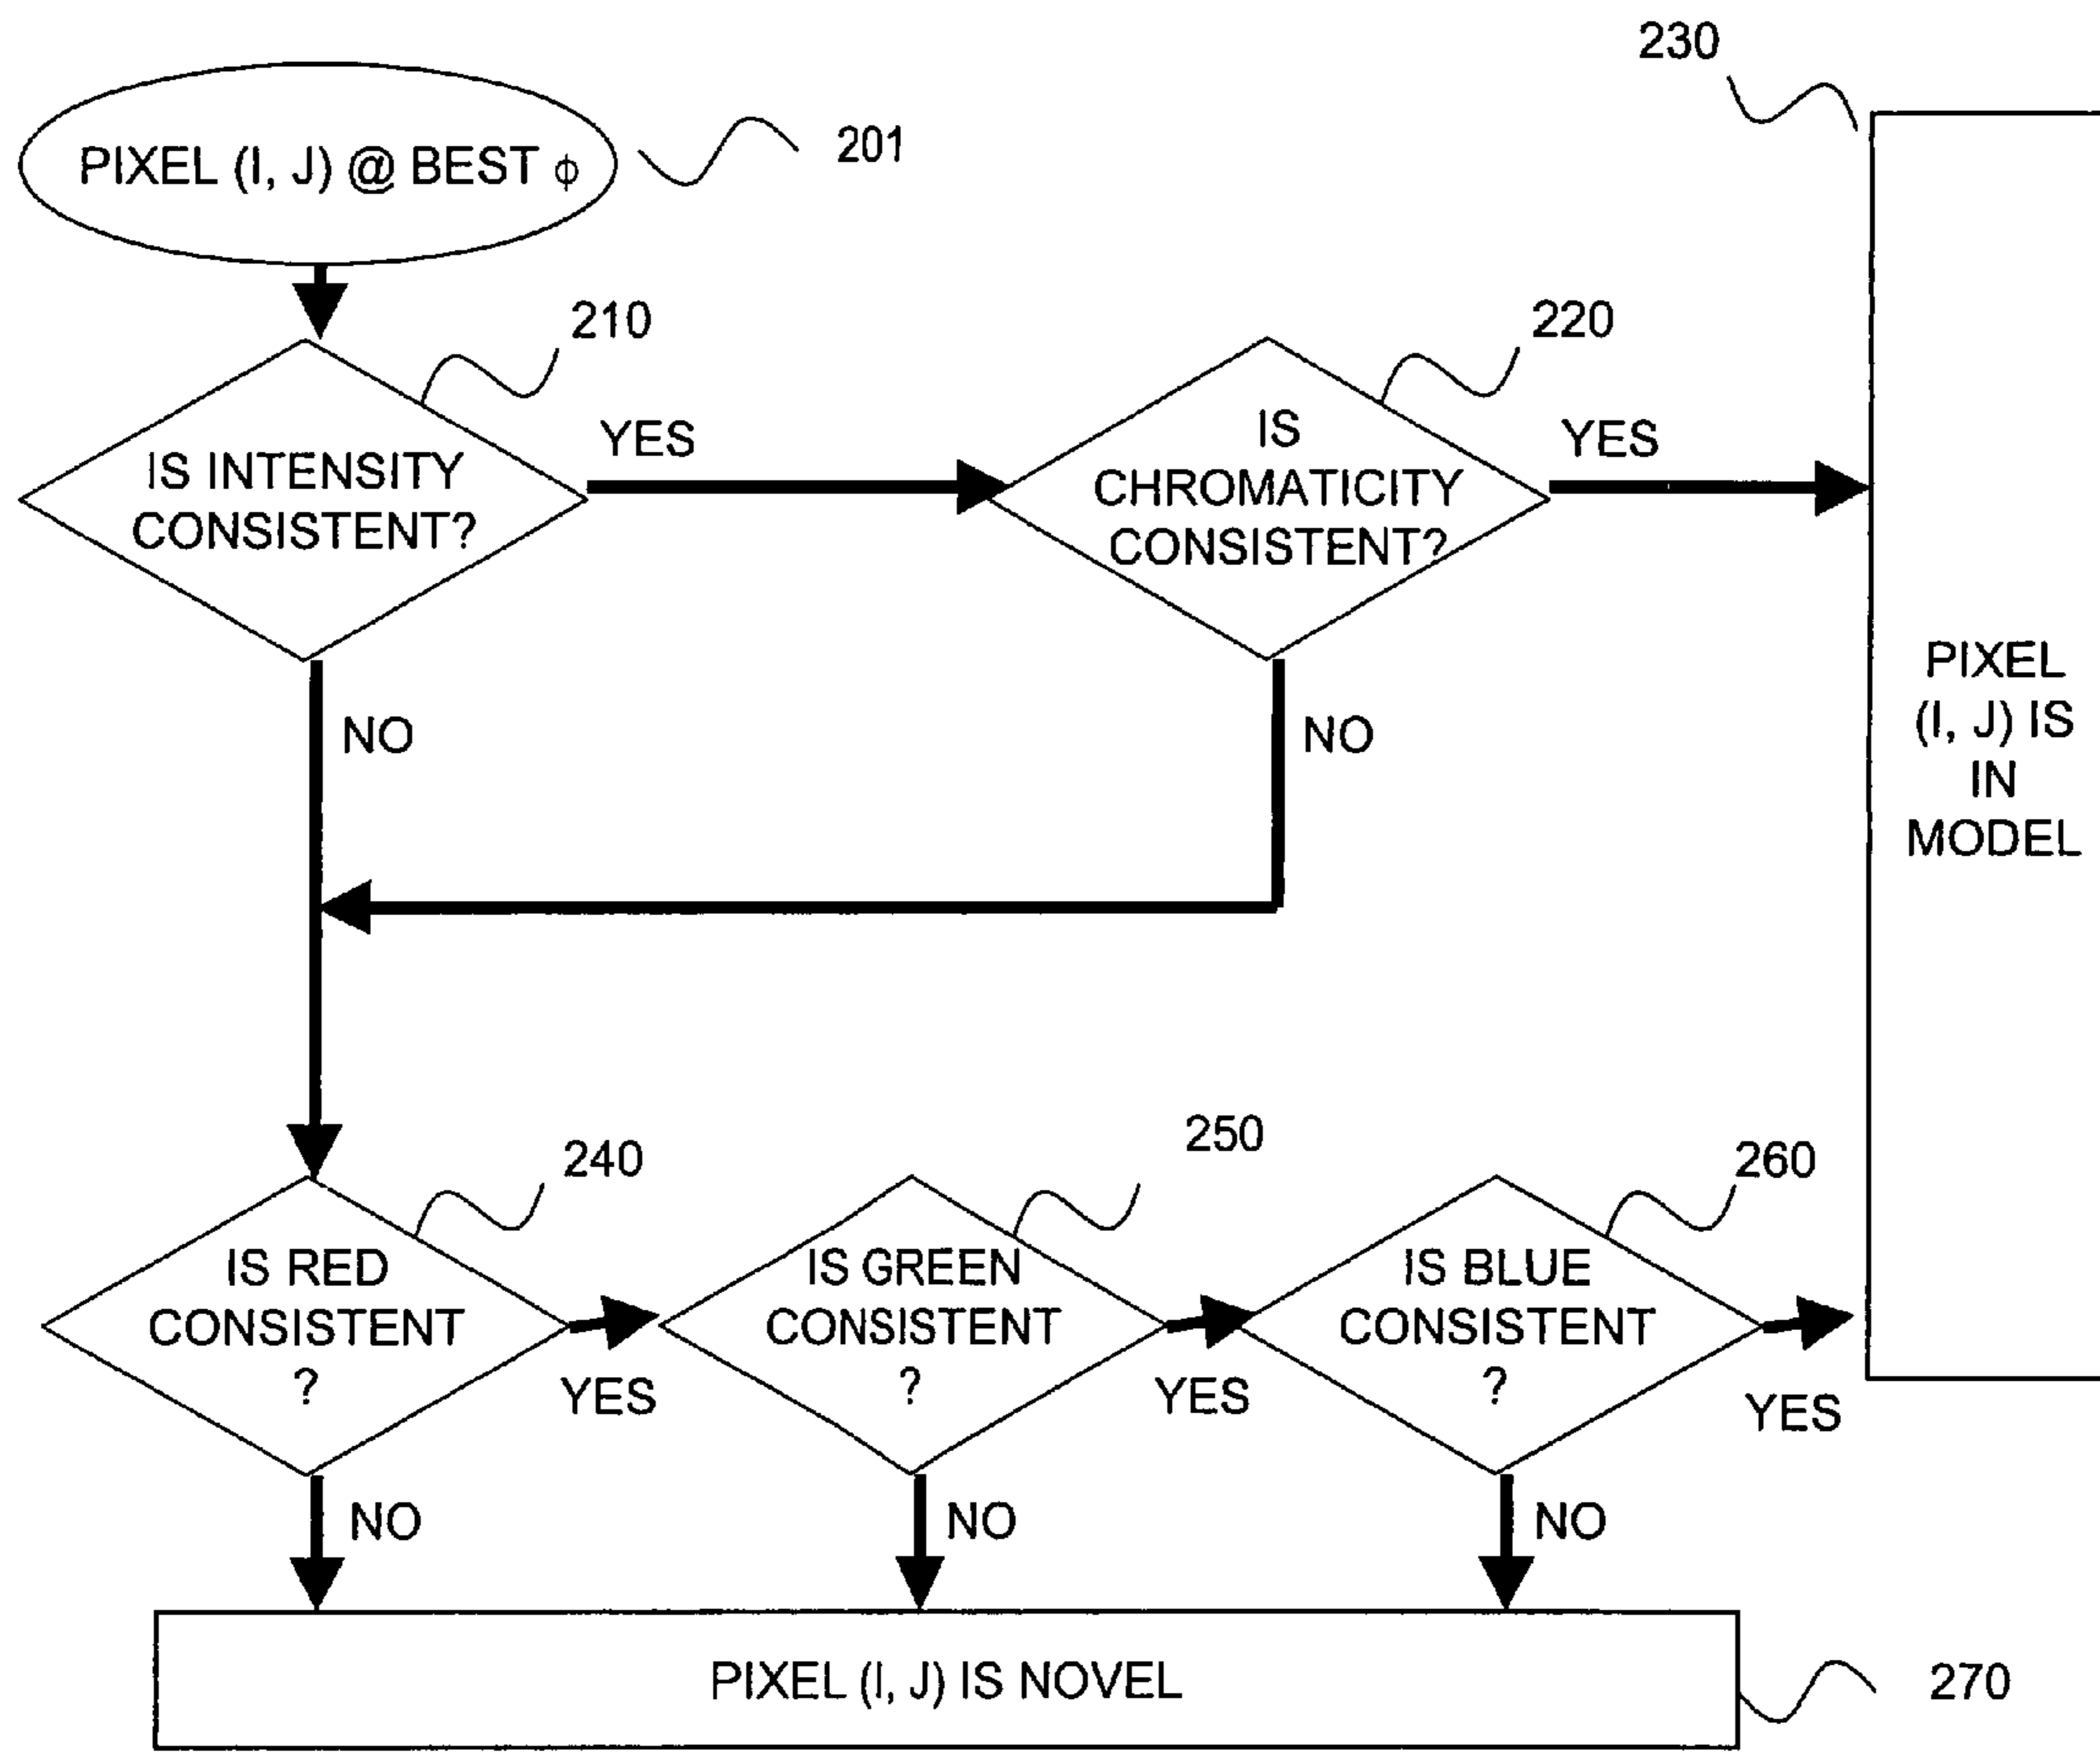 230
PIXEL (I, J) @ BEST ϕ
201
210
220
IS INTENSITY
CONSISTENT?
YES
IS
CHROMATICITY
CONSISTENT?
YES
NO
NO
PIXEL
(I, J) IS
IN
MODEL
240
250
260
IS RED
CONSISTENT
?
YES
IS GREEN
CONSISTENT
?
YES
IS BLUE
CONSISTENT
?
YES
NO
NO
NO
PIXEL (I, J) IS NOVEL
270